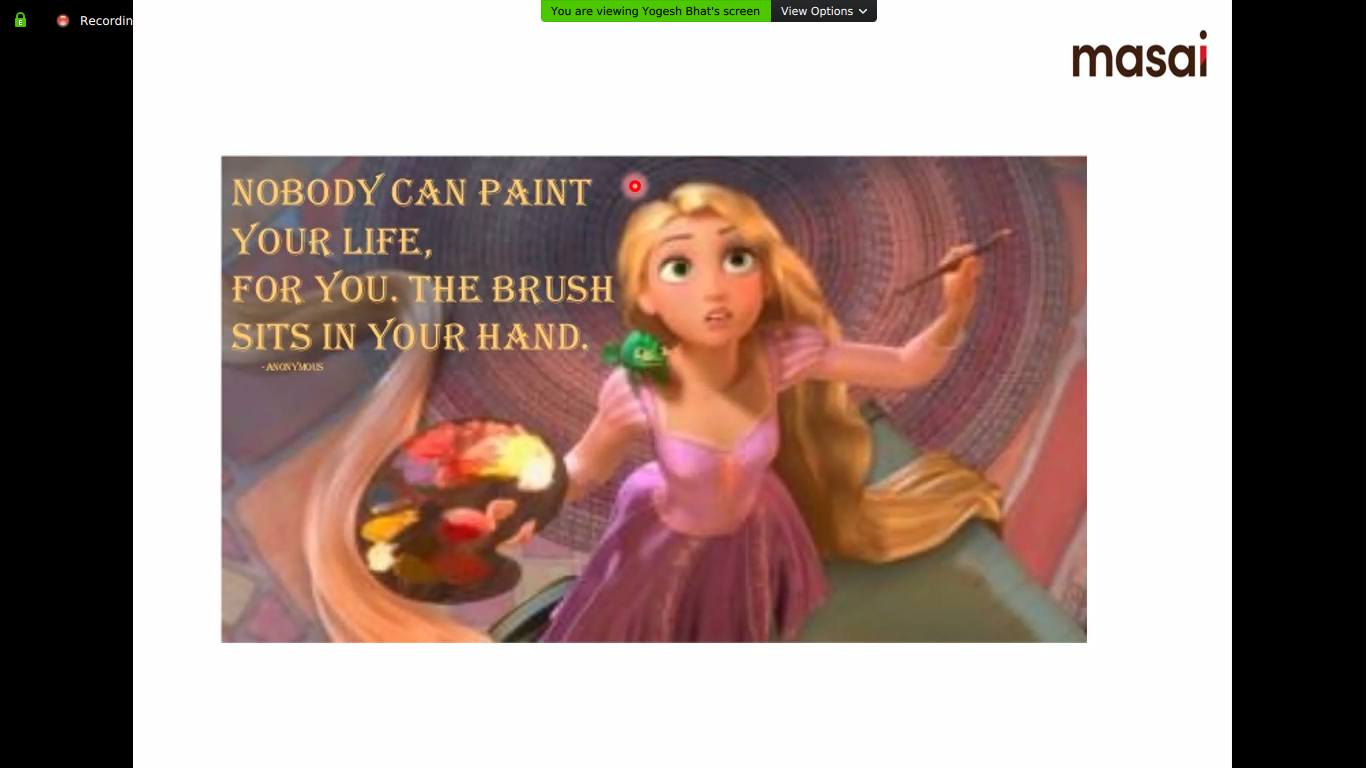 You are viewing Yogesh Bhat's screen View Options
Recordin
masai
NOBODY CAN PAINT
YOUR LIFE,
FOR YOU. THE BRUSH
SITS IN YOUR HAND.
- ANONYMOUS